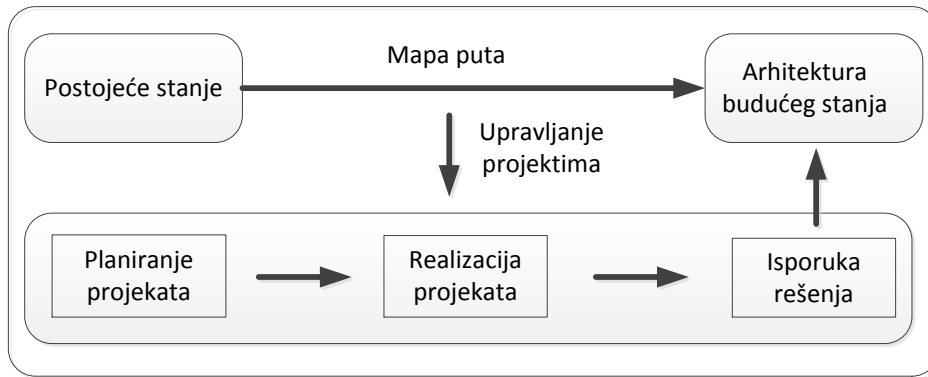 Postojeće stanje
Mapa puta
Arhitektura
budućeg stanja
Upravljanje
projektima
Planiranje
projekata
Realizacija
projekata
Isporuka
rešenja